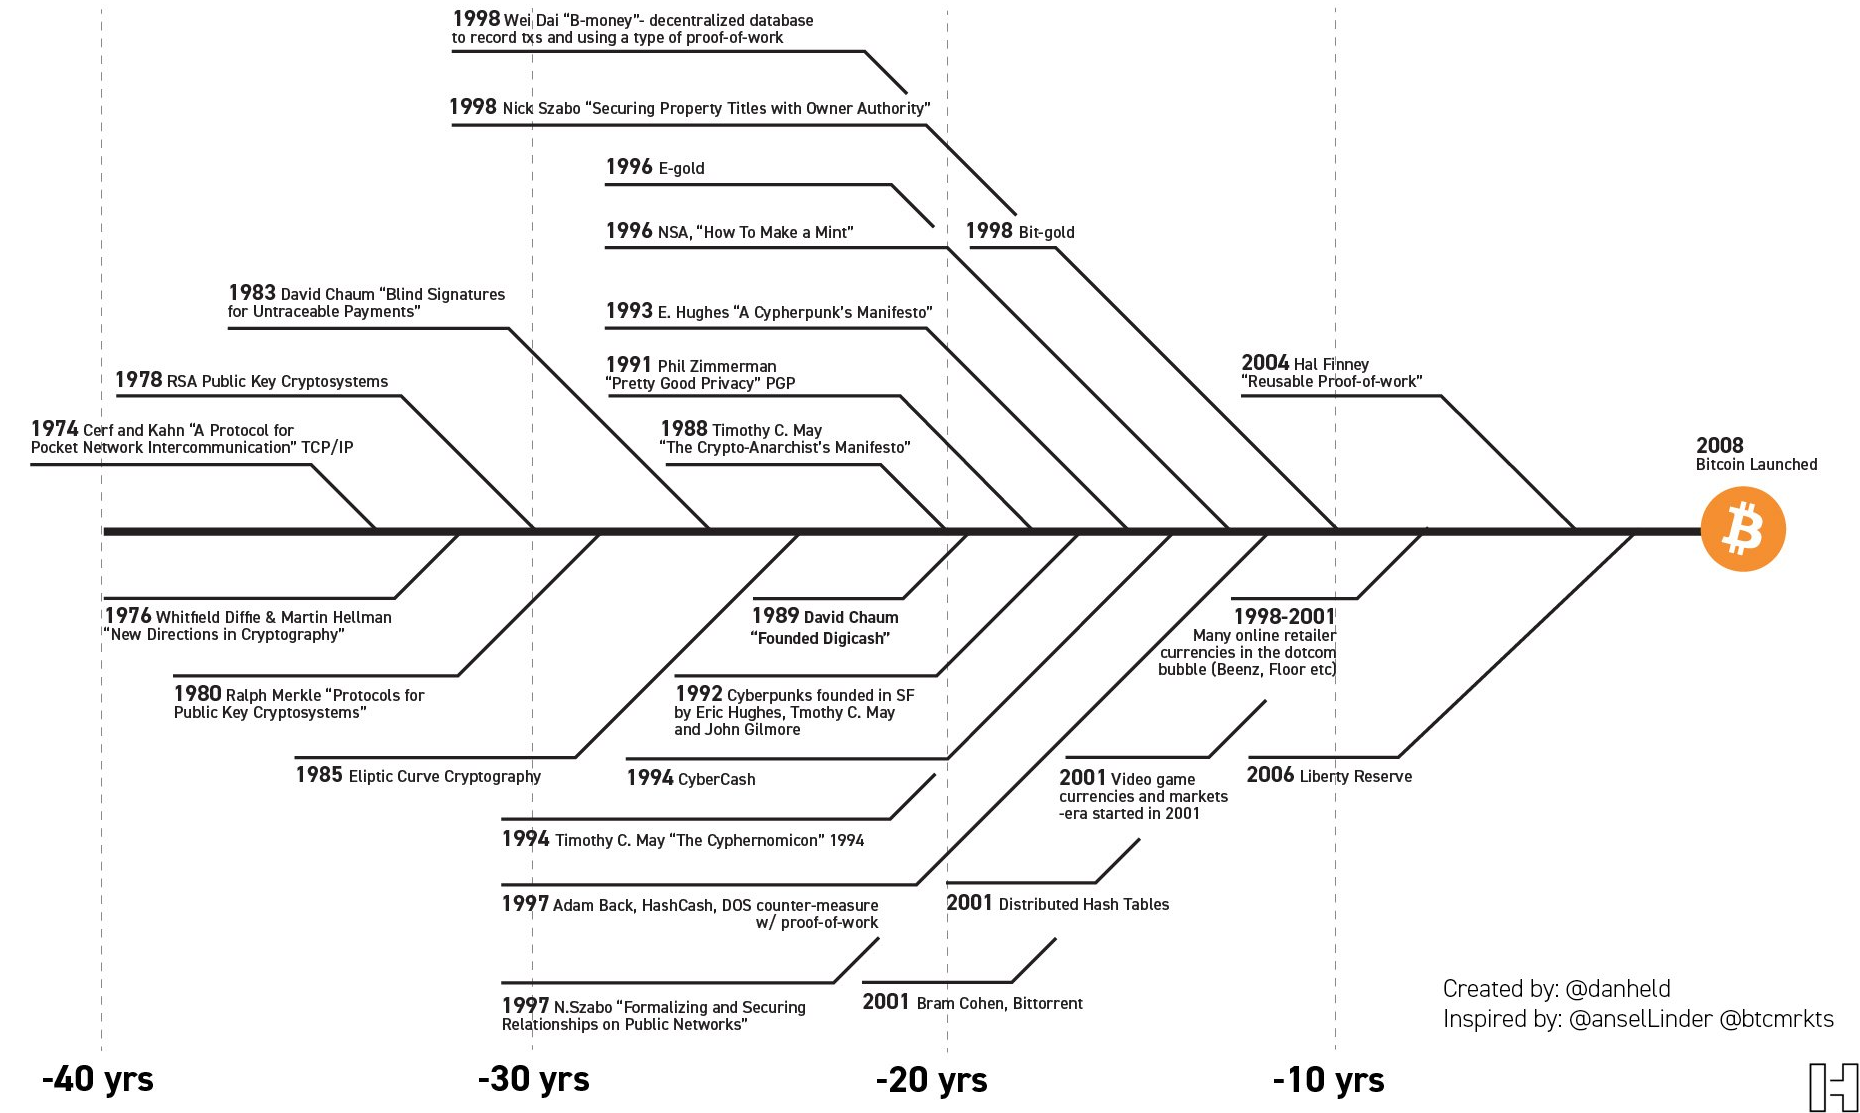 1998 Wei Dai “B-money”- decentralized database
to record txs and using a type of proof-of-work
1998 Nick Szabo “Securing Property Titles with Owner Authority”
1996 E-gold
1996 NSA, “How To Make a Mint”
1998 Bit-gold
1983 David Chaum “Blind Signatures
for Untraceable Payments”
1993 E. Hughes “A Cypherpunk’s Manifesto”
1991 Phil Zimmerman
“Pretty Good Privacy” PGP
2004 Hal Finney
“Reusable Proof-of-work”
1978 RSA Public Key Cryptosystems
1974 Cerf and Kahn “A Protocol for
Pocket Network Intercommunication” TCP/IP
1988 Timothy C. May
“The Crypto-Anarchist’s Manifesto”
2008
Bitcoin Launched
1976 Whitfield Diffie & Martin Hellman
“New Directions in Cryptography”
1989 David Chaum
“Founded Digicash”
1998-2001
Many online retailer
currencies in the dotcom
bubble (Beenz, Floor etc)
1980 Ralph Merkle “Protocols for
Public Key Cryptosystems”
1992 Cyberpunks founded in SF
by Eric Hughes, Tmothy C. May
and John Gilmore
1985 Eliptic Curve Cryptography
1994 CyberCash
2001 Video game
currencies and markets
-era started in 2001
2006 Liberty Reserve
1994 Timothy C. May “The Cyphernomicon” 1994
1997 Adam Back, HashCash, DOS counter-measure
w/ proof-of-work
2001 Distributed Hash Tables
1997 N.Szabo “Formalizing and Securing
Relationships on Public Networks”
2001 Bram Cohen, Bittorrent
Created by: @danheld
Inspired by: @anselLinder @btcmrkts
-40 yrs
-30 yrs
-20 yrs
-10 yrs